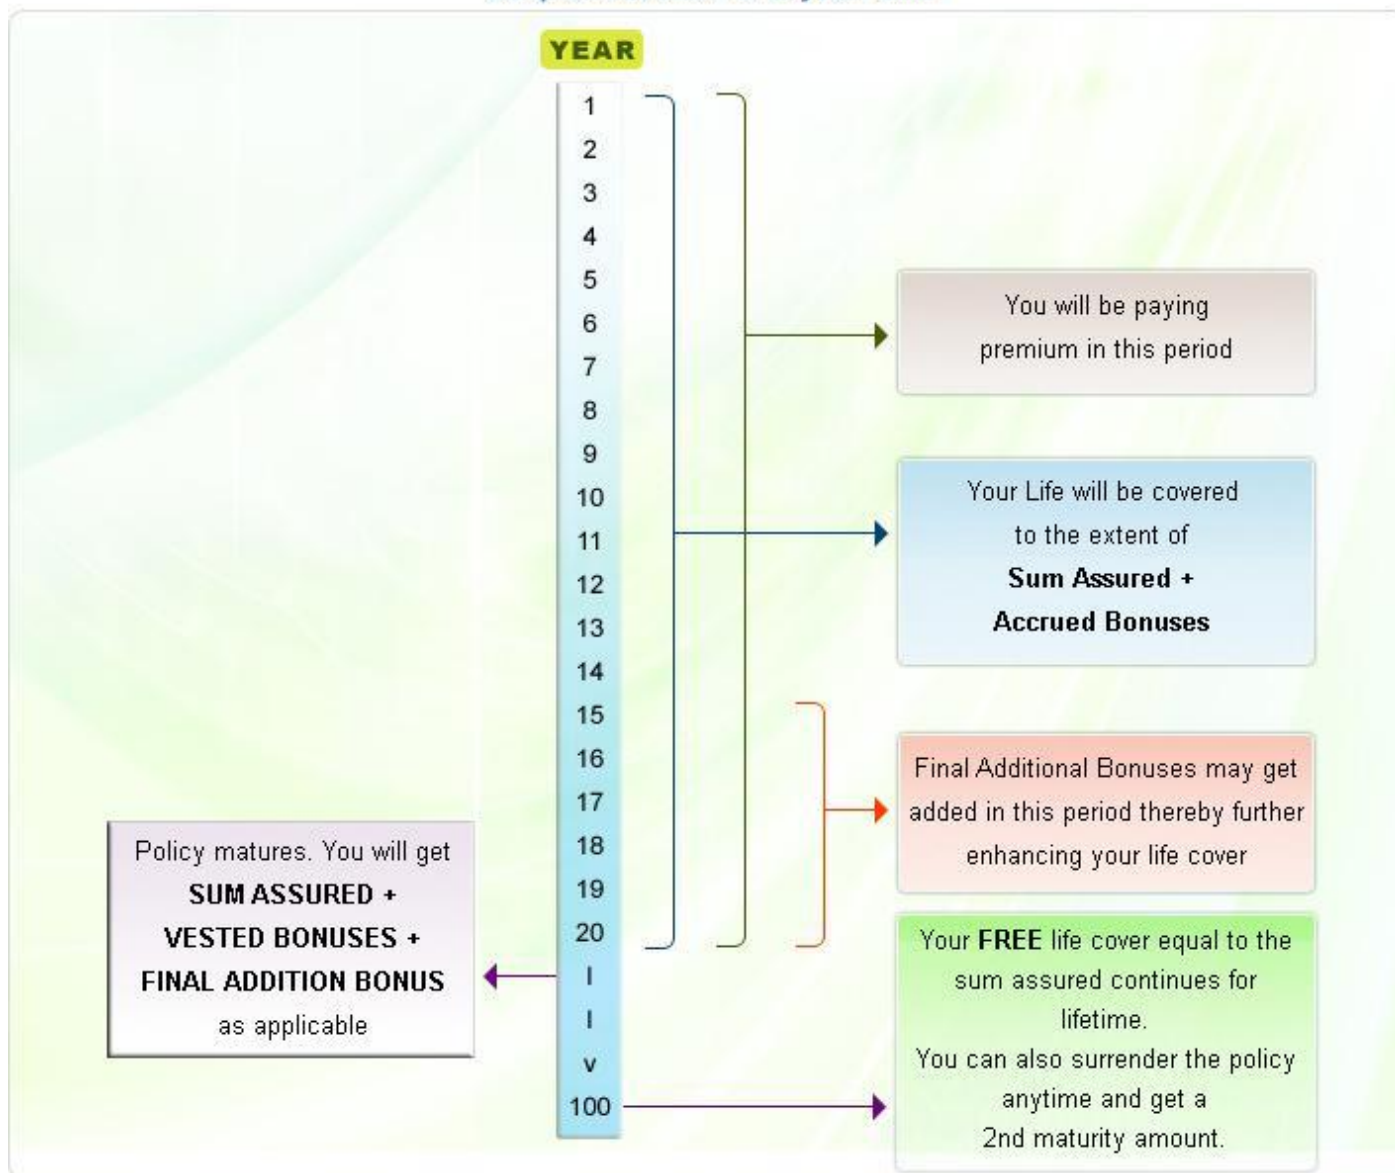 YEAR
1
2
3
4
5
6
7
8
9
10
11
12
13
14
15
16
17
18
19
20
l
l
v
100
You will be paying
premium in this period
Your Life will be covered
to the extent of
Sum Assured +
Accrued Bonuses
Final Additional Bonuses may get
added in this period thereby further
enhancing your life cover
Policy matures. You will get
SUM ASSURED +
VESTED BONUSES +
FINAL ADDITION BONUS
as applicable
Your FREE life cover equal to the
sum assured continues for
lifetime.
You can also surrender the policy
anytime and get a
2nd maturity amount.